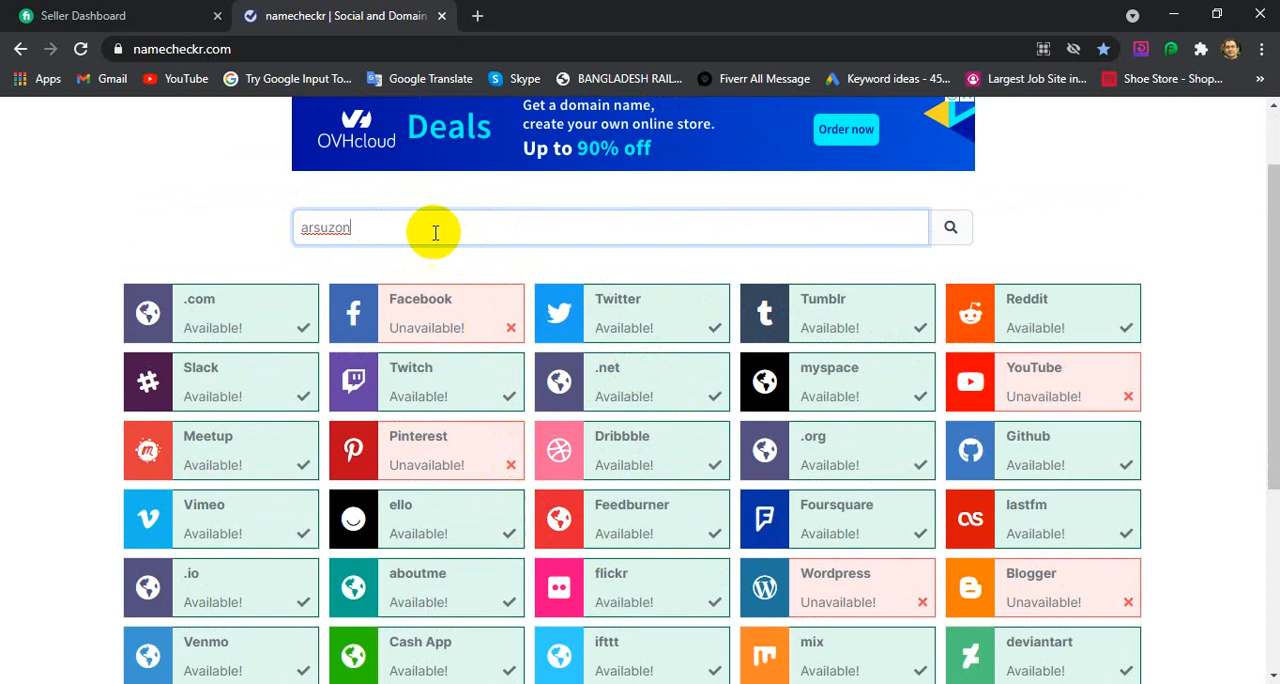 Seller Dashboard
namecheckr | Social and Domain
namecheckr.com
Apps
Gmail
YouTube
Try Google Input To...
Google Translate
Skype
BANGLADESH RAIL...
Fiverr All Message
Keyword ideas - 45...
Largest Job Site in...
Shoe Store - Shop...
»
OVHcloud
Deals
Get a domain name,
create your own online store.
Up to 90% off
Order now
arsuzon
.com
Available!
Facebook
Unavailable!
Twitter
Available!
Tumblr
Available!
Reddit
Available!
Slack
Available!
Twitch
Available!
.net
Available!
myspace
Available!
YouTube
Unavailable!
Meetup
Available!
Pinterest
Unavailable!
Dribbble
Available!
.org
Available!
Github
Available!
Vimeo
Available!
ello
Available!
Feedburner
Available!
Foursquare
Available!
lastfm
Available!
.io
Available!
aboutme
Available!
flickr
Available!
Wordpress
Unavailable!
Blogger
Unavailable!
Venmo
Available!
Cash App
Available!
ifttt
Available!
mix
Available!
deviantart
Available!